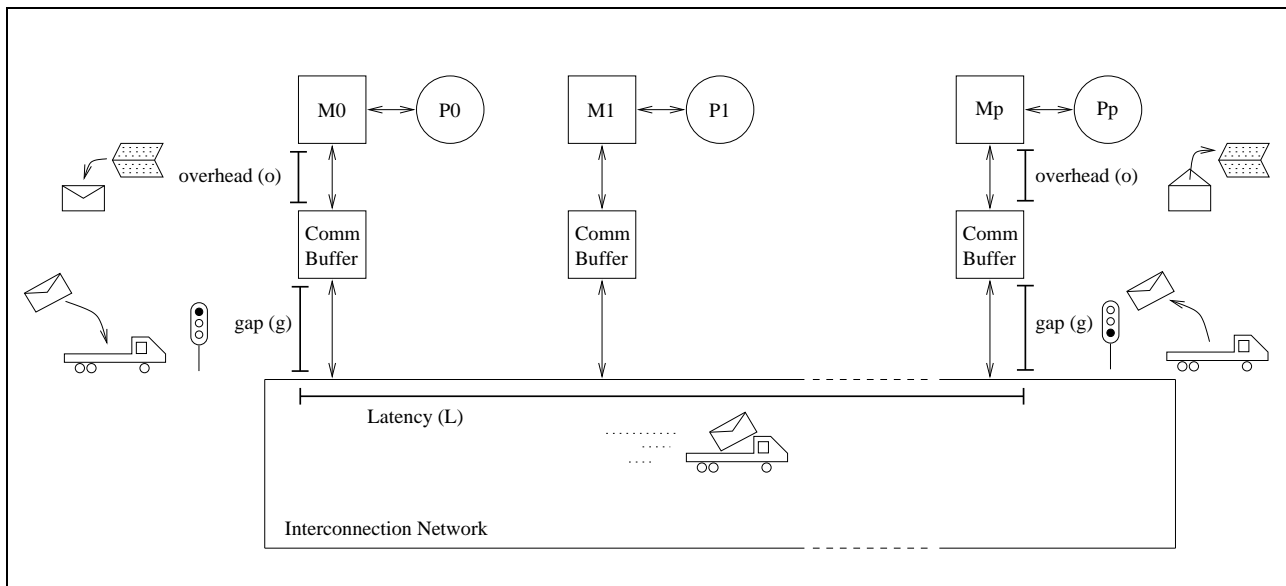 M0
P0
M1
P1
Mp
Pp
overhead (o)
overhead (o)
Comm
Buffer
Comm
Buffer
Comm
Buffer
gap (g)
gap (g)
Latency (L)
Interconnection Network